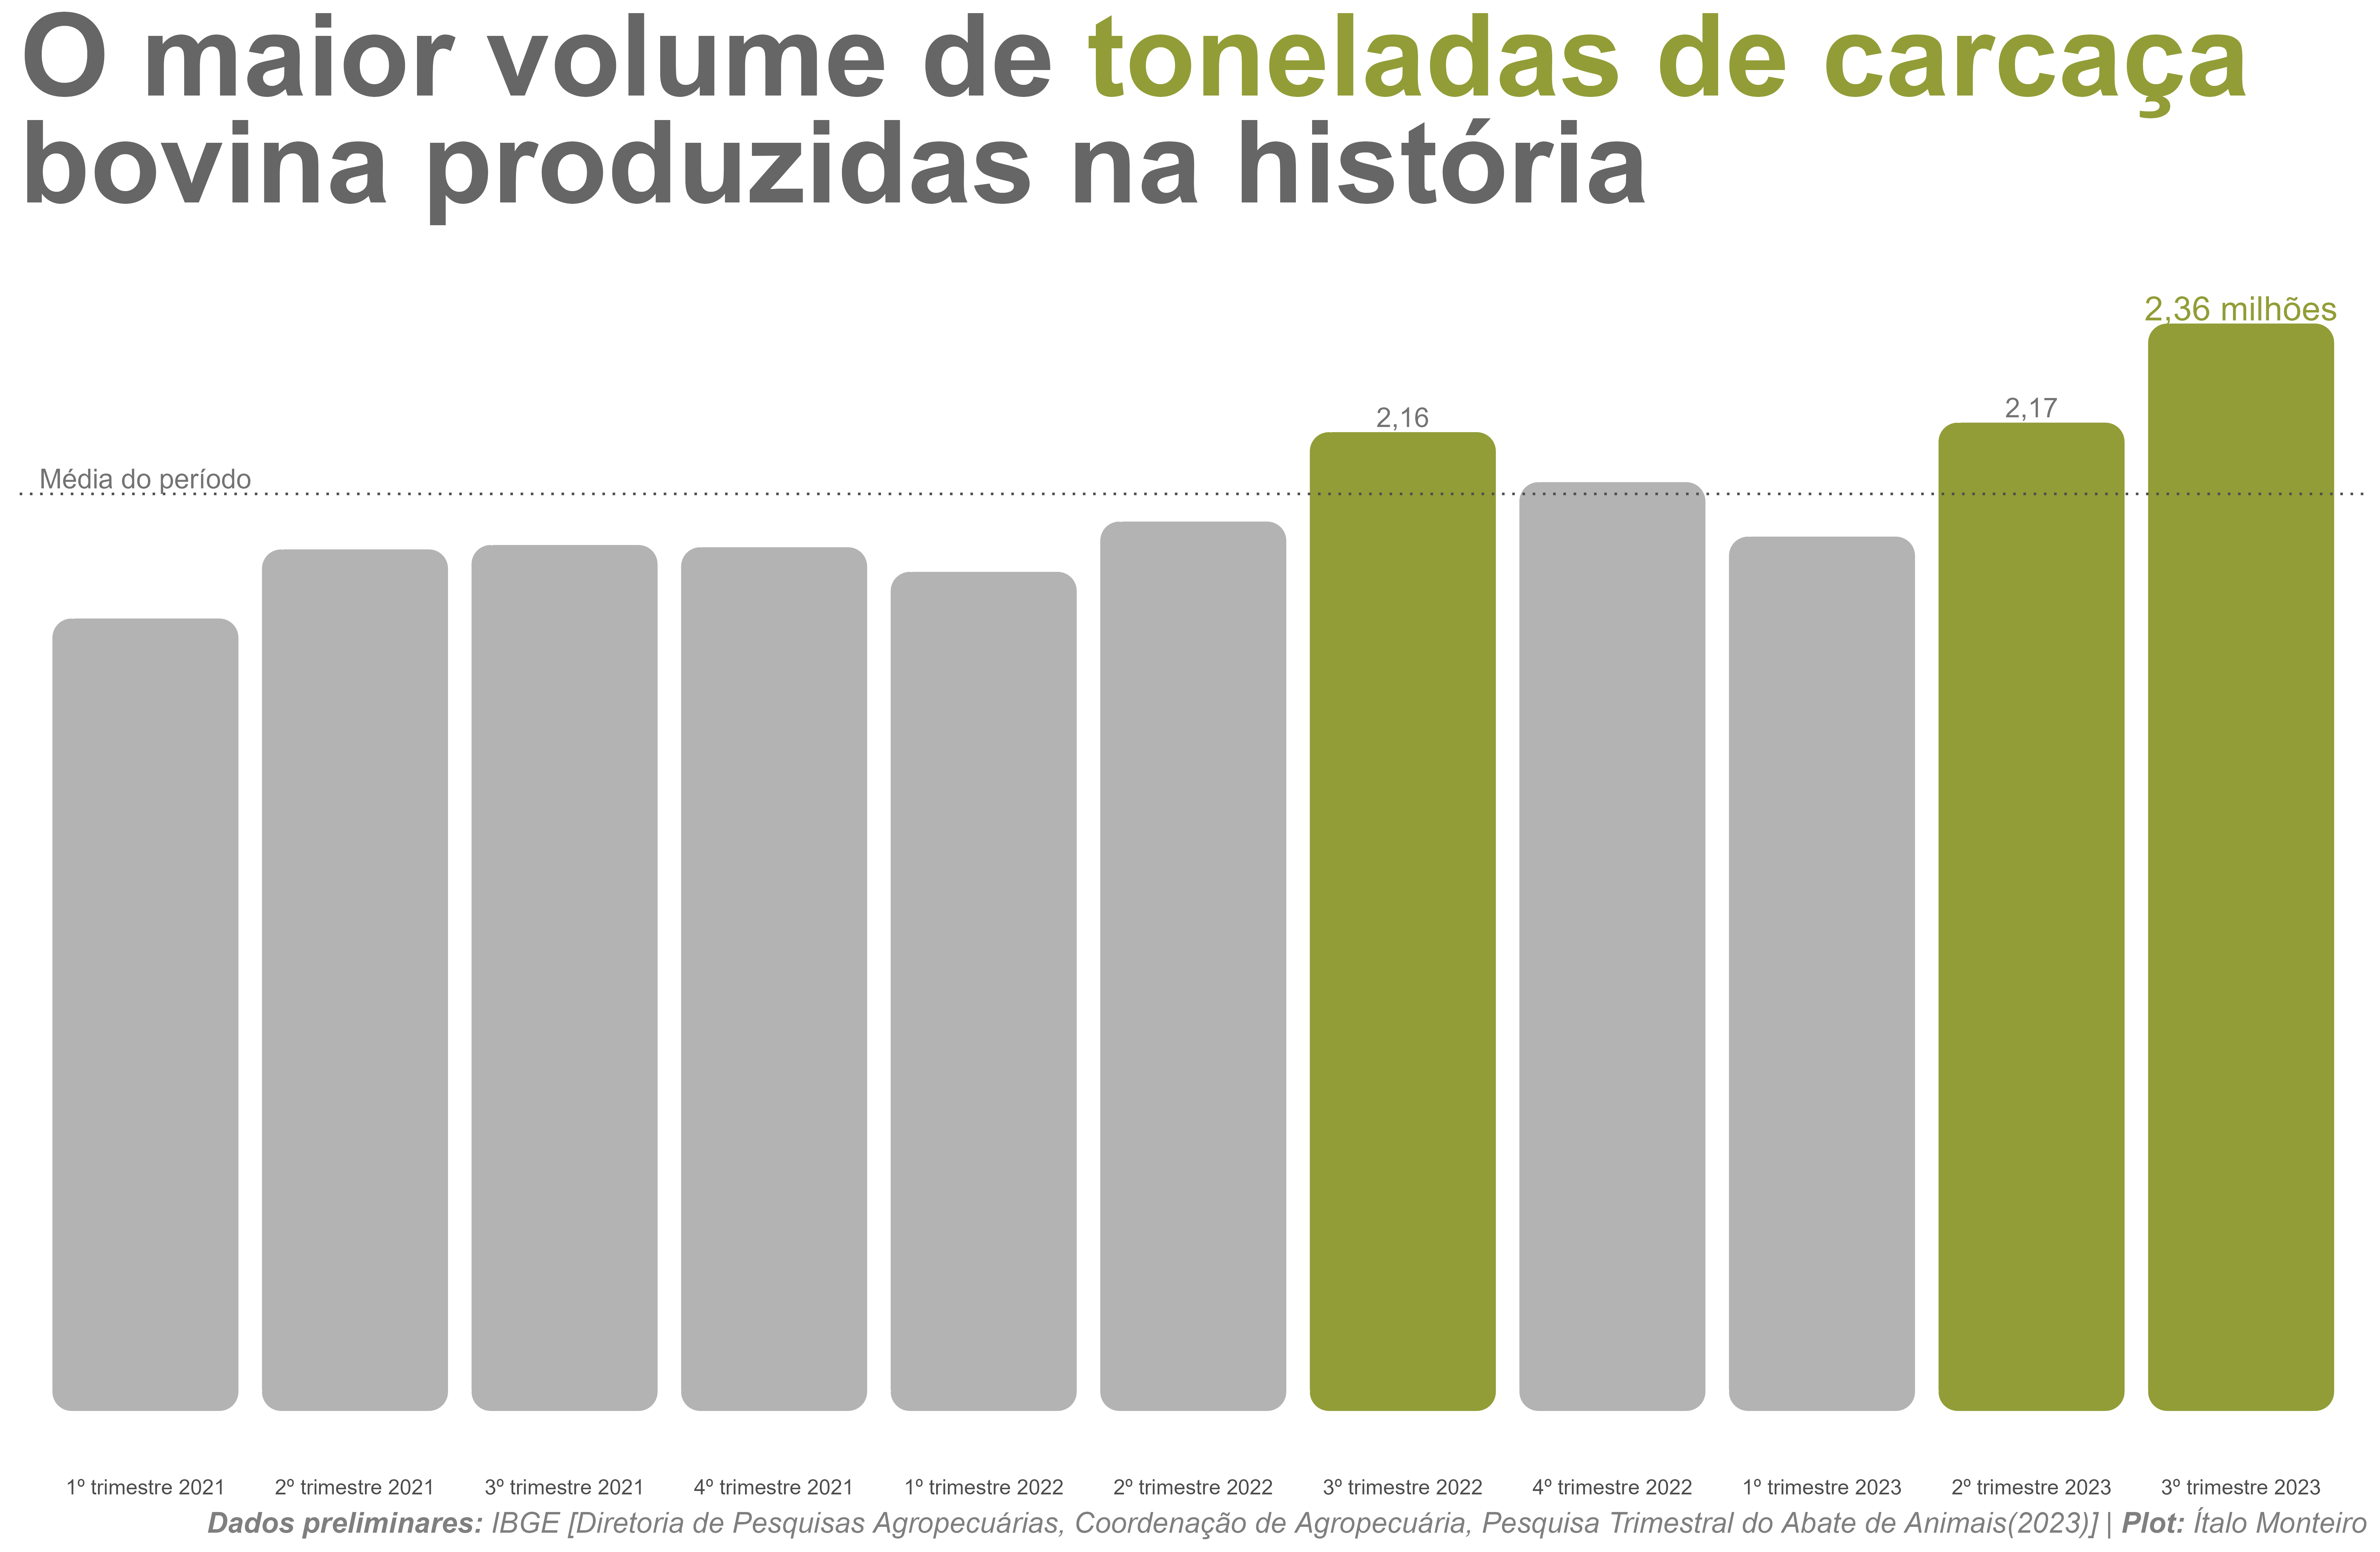 O maior volume de toneladas de carcaça
bovina produzidas na história
2,36 milhões
2,17
2,16
Média do período
1º trimestre 2021 2º trimestre 2021 3º trimestre 2021 4º trimestre 2021 1º trimestre 2022 2º trimestre 2022 3º trimestre 2022 4º trimestre 2022 1º trimestre 2023 2º trimestre 2023 3º trimestre 2023
Dados preliminares: IBGE [Diretoria de Pesquisas Agropecuárias, Coordenação de Agropecuária, Pesquisa Trimestral do Abate de Animais(2023)] | Plot: Ítalo Monteiro